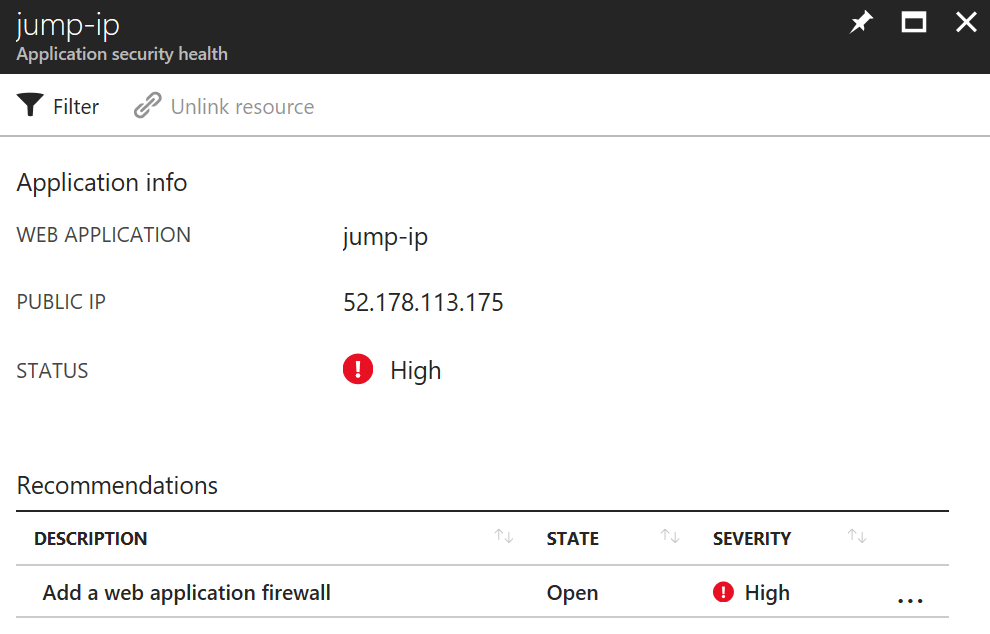 jump-ip
Application security health
Filter Unlink resource
Application info
WEB APPLICATION jump-ip
PUBLIC IP 52.178.113.175
STATUS High
Recommendations
DESCRIPTION STATE SEVERITY
Add a web application firewall Open High ...